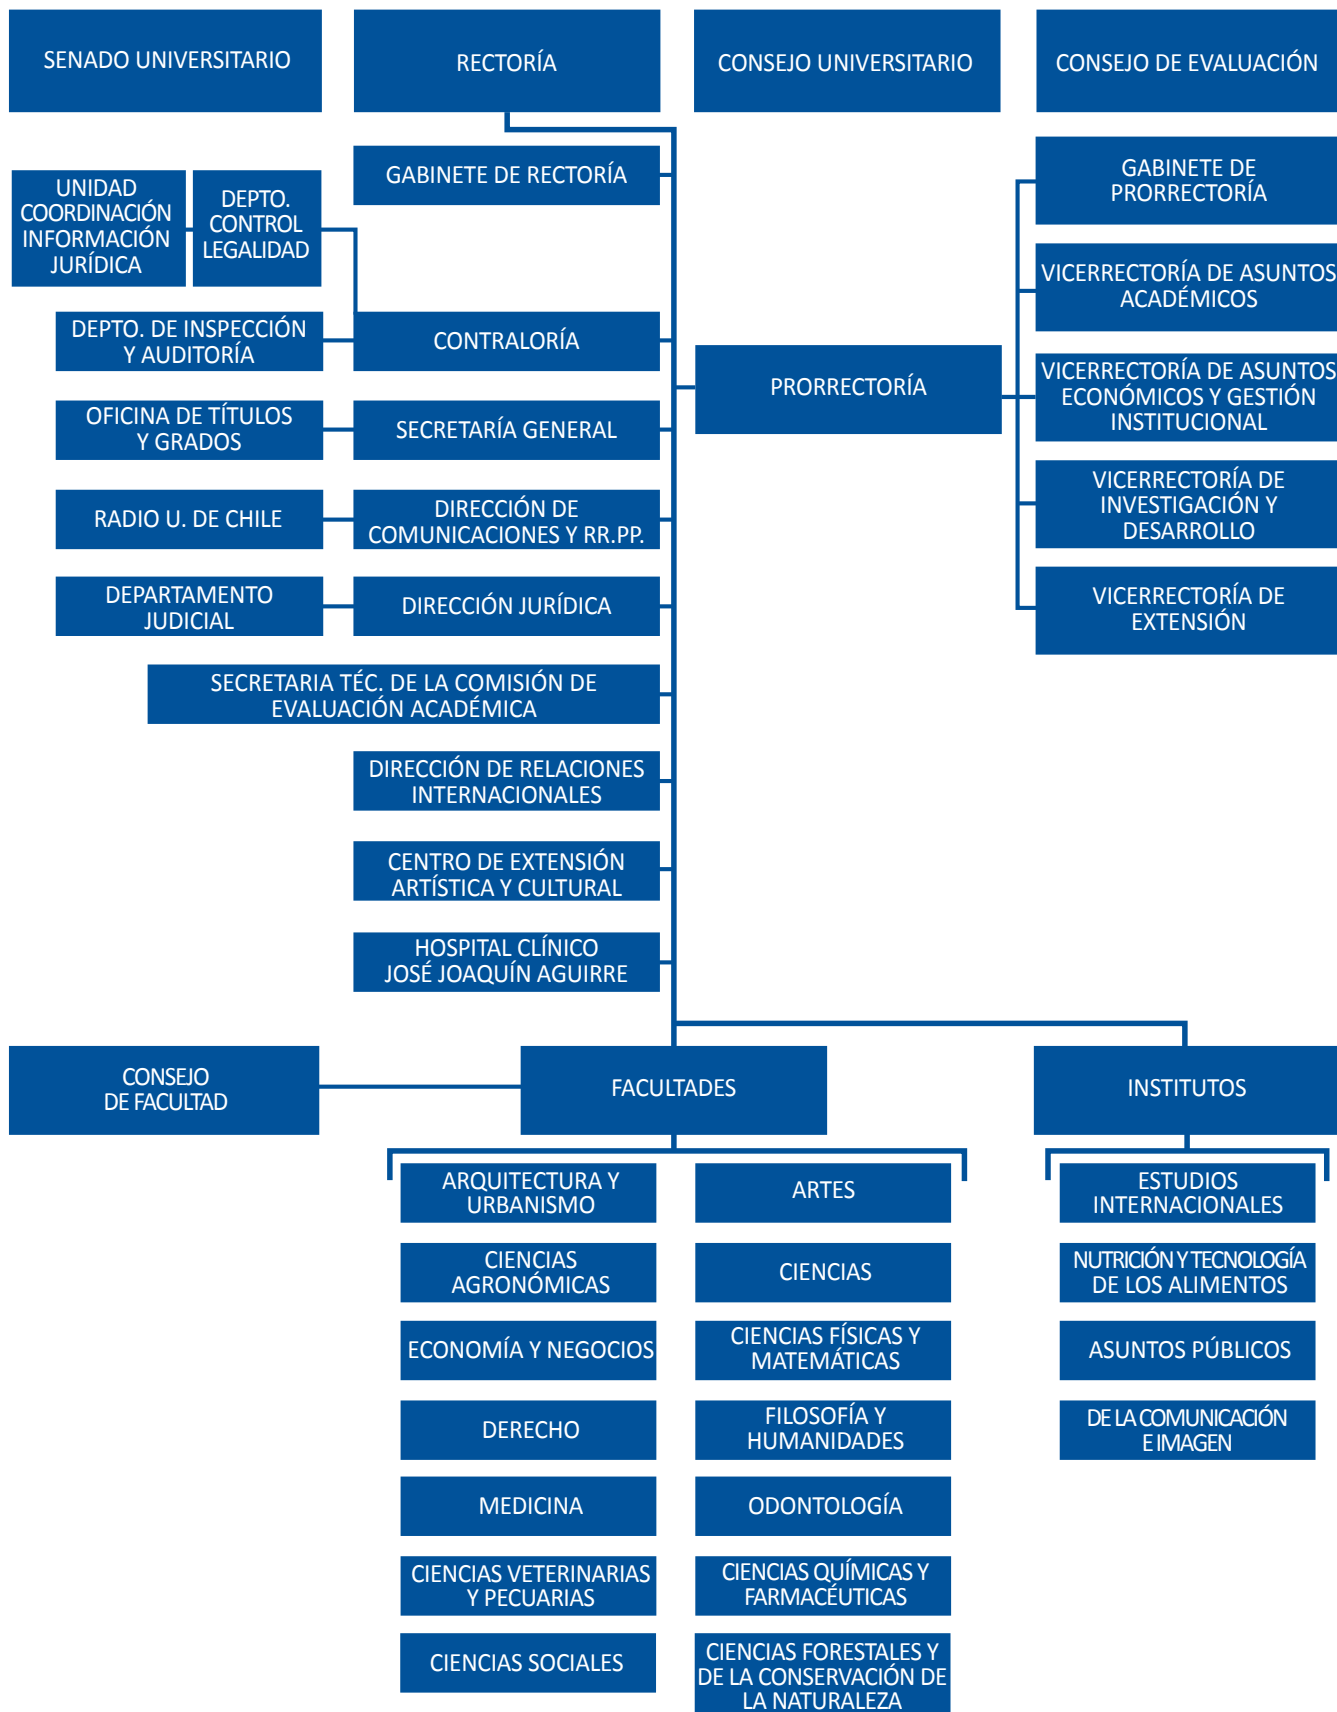 SENADO UNIVERSITARIO
RECTORÍA
CONSEJO UNIVERSITARIO
CONSEJO DE EVALUACIÓN
GABINETE DE RECTORÍA
UNIDAD
COORDINACIÓN
INFORMACIÓN
JURÍDICA
DEPTO.
CONTROL
LEGALIDAD
DEPTO. DE INSPECCIÓN
Y AUDITORÍA
CONTRALORÍA
OFICINA DE TÍTULOS
Y GRADOS
SECRETARÍA GENERAL
RADIO U. DE CHILE
DIRECCIÓN DE
COMUNICACIONES Y RR.PP.
DEPARTAMENTO
JUDICIAL
DIRECCIÓN JURÍDICA
SECRETARIA TÉC. DE LA COMISIÓN DE
EVALUACIÓN ACADÉMICA
DIRECCIÓN DE RELACIONES
INTERNACIONALES
CENTRO DE EXTENSIÓN
ARTÍSTICA Y CULTURAL
HOSPITAL CLÍNICO
JOSÉ JOAQUÍN AGUIRRE
PRORRECTORÍA
GABINETE DE
PRORRECTORÍA
VICERRECTORÍA DE ASUNTOS
ACADÉMICOS
VICERRECTORÍA DE ASUNTOS
ECONÓMICOS Y GESTIÓN
INSTITUCIONAL
VICERRECTORÍA DE
INVESTIGACIÓN Y
DESARROLLO
VICERRECTORÍA DE
EXTENSIÓN
CONSEJO
DE FACULTAD
FACULTADES
INSTITUTOS
ARQUITECTURA Y
URBANISMO
ARTES
CIENCIAS
AGRONÓMICAS
CIENCIAS
ECONOMÍA Y NEGOCIOS
CIENCIAS FÍSICAS Y
MATEMÁTICAS
DERECHO
FILOSOFÍA Y
HUMANIDADES
MEDICINA
ODONTOLOGÍA
CIENCIAS VETERINARIAS
Y PECUARIAS
CIENCIAS QUÍMICAS Y
FARMACÉUTICAS
CIENCIAS SOCIALES
CIENCIAS FORESTALES Y
DE LA CONSERVACIÓN DE
LA NATURALEZA
ESTUDIOS
INTERNACIONALES
NUTRICIÓN Y TECNOLOGÍA
DE LOS ALIMENTOS
ASUNTOS PÚBLICOS
DE LA COMUNICACIÓN
E IMAGEN